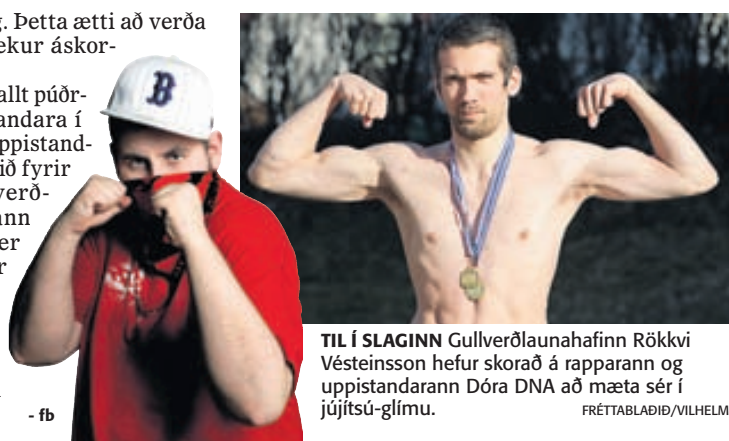 g. Þetta ætti að verða
ekur áskor-
allt púðr-
andara í
ppistand-
ið fyrir
verð-
ann
er
r
- fb
B
TIL Í SLAGINN Gullverðlaunahafinn Rökkvi
Vésteinsson hefur skorað á rapparann og
uppistandarann Dóra DNA að mæta sér í
jújítsú-glímu.
FRÉTTABLAÐIÐ/VILHELM